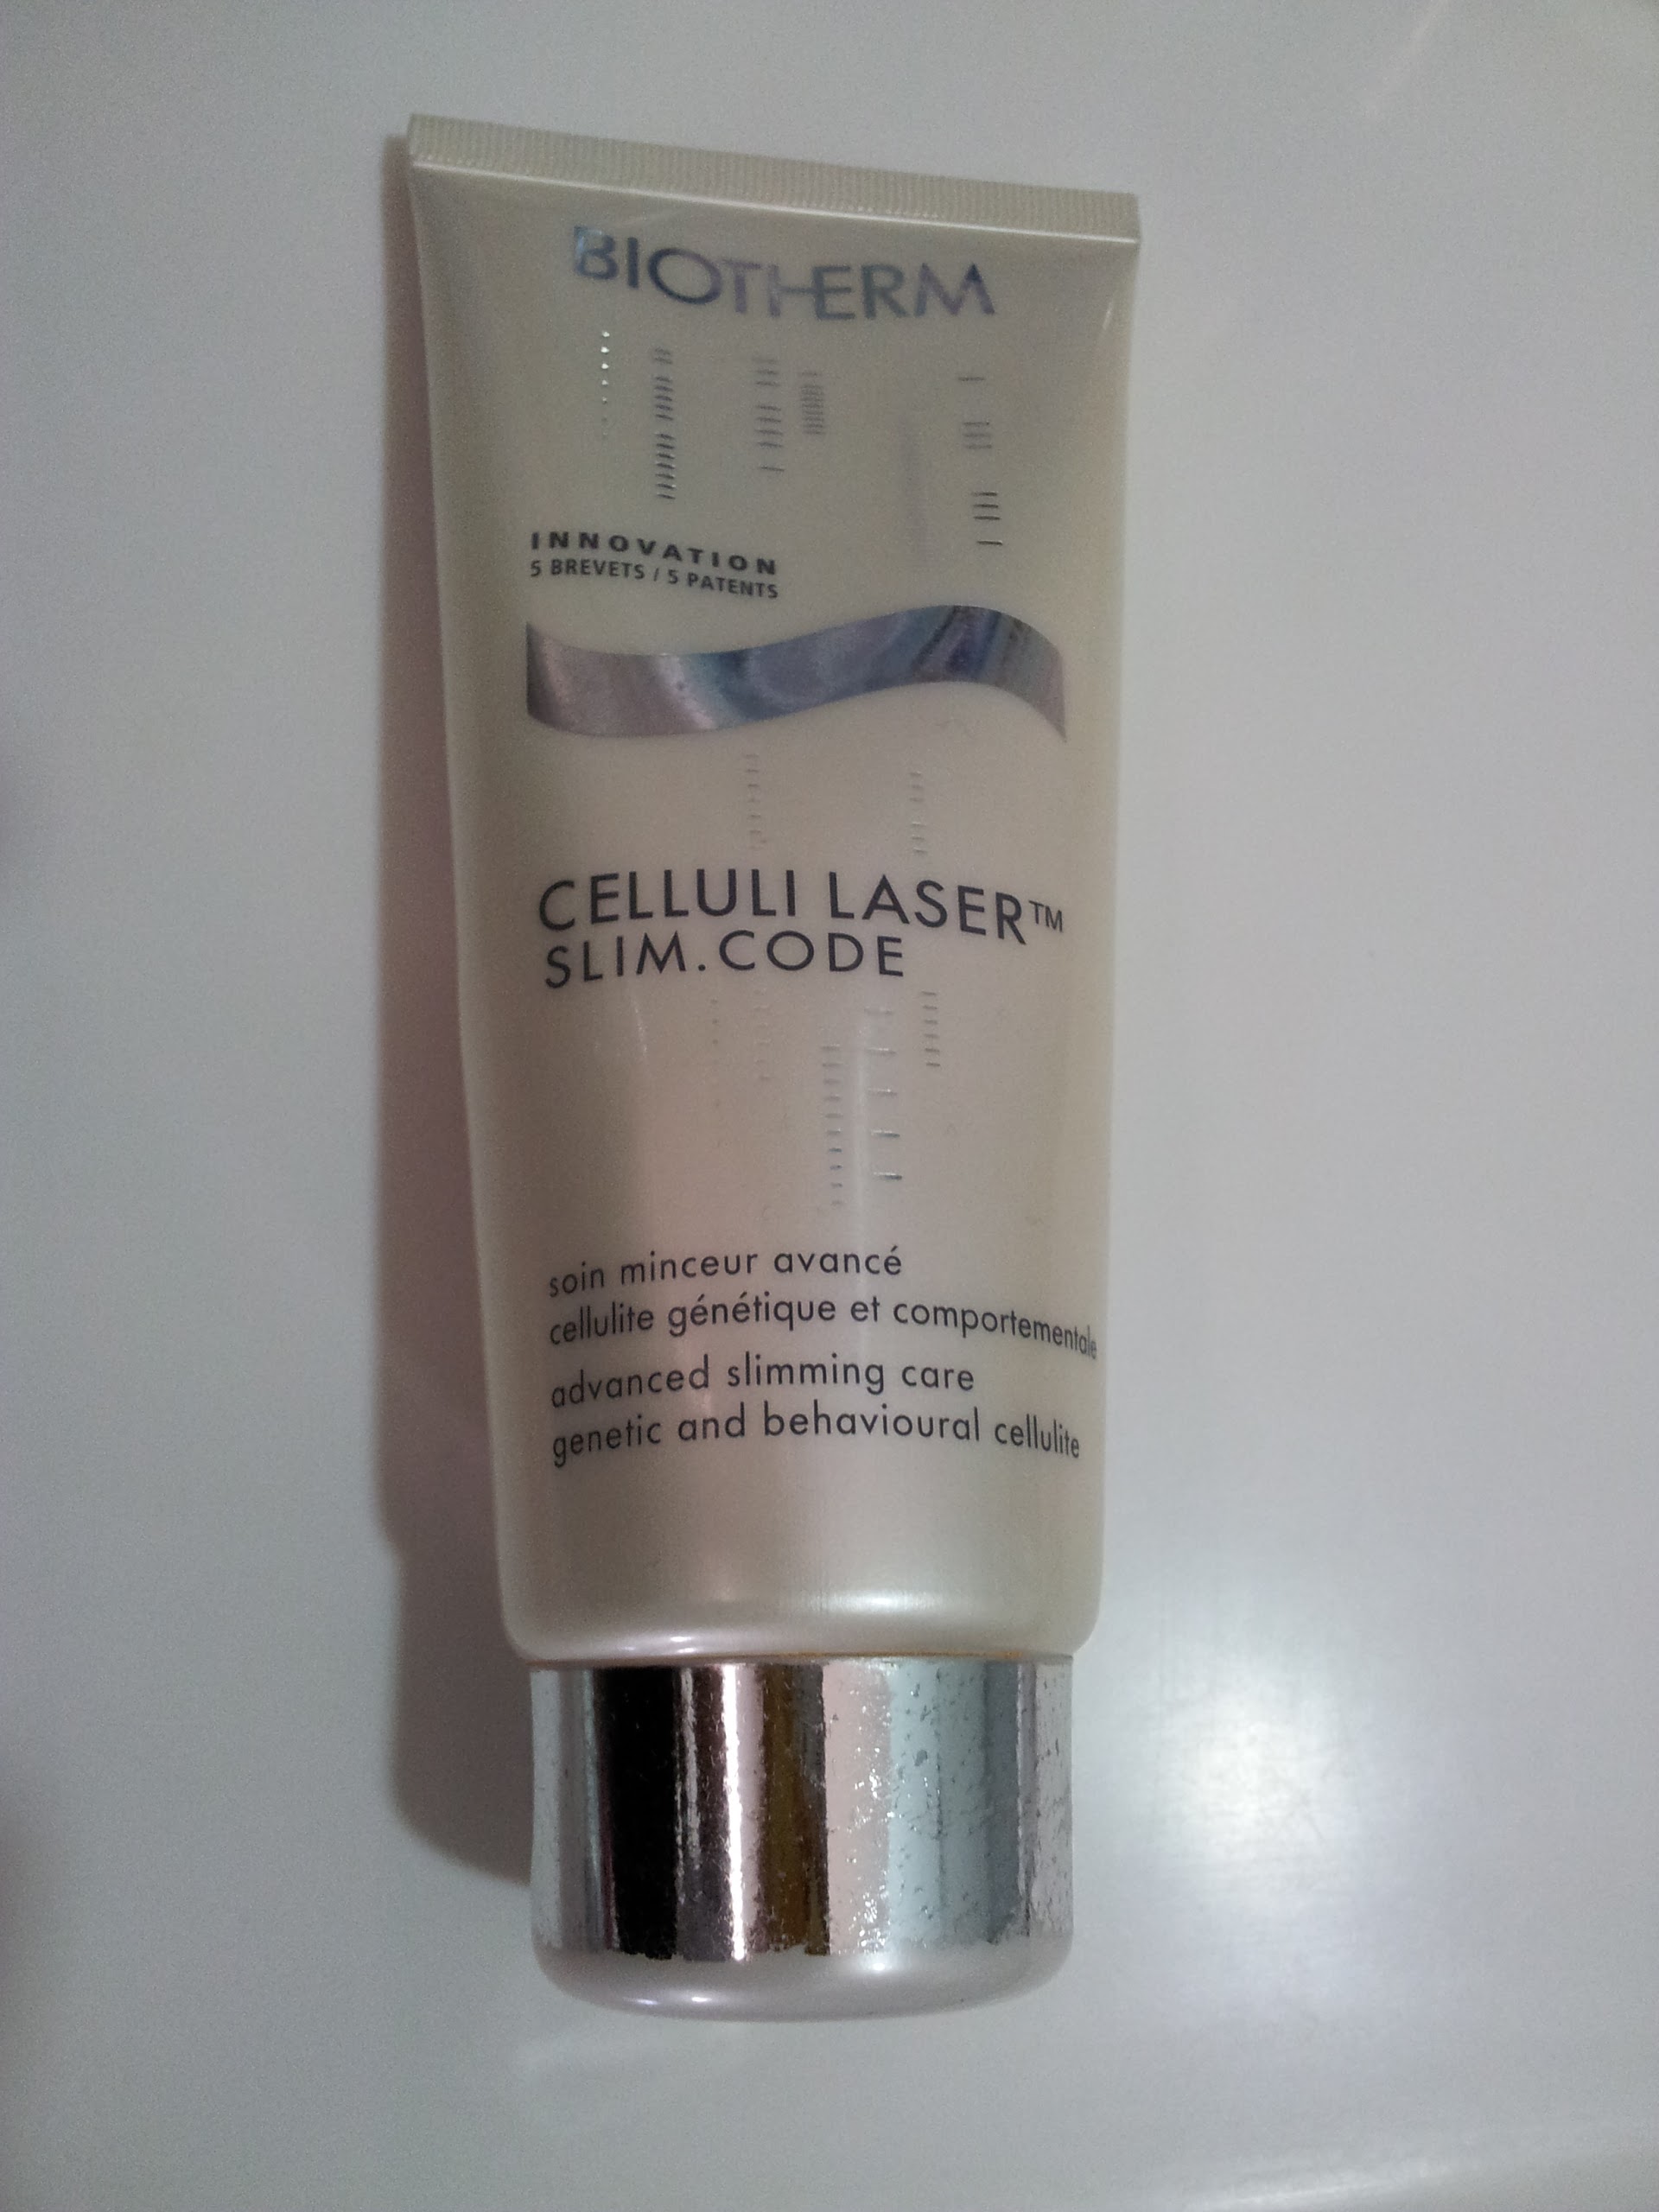 BIOTHERM
INNOVATION
5 BREVETS / 5 PATENTS
CELLULI LASER™
SLIM.CODE
soin minceur avancé
cellulite génétique et comportementale
advanced slimming care
genetic and behavioural cellulite